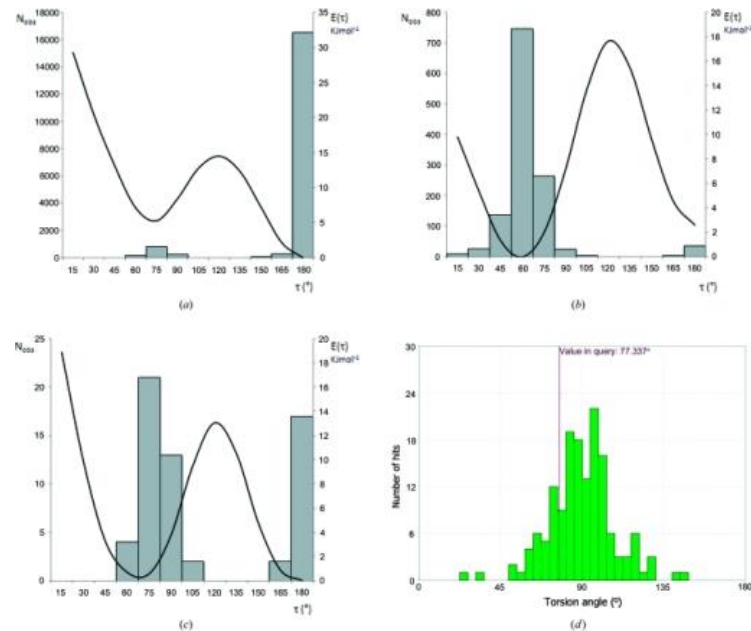 N_obs
E(τ)
KJmol⁻¹
18000
16000
14000
12000
10000
8000
6000
4000
2000
0
35
30
25
20
15
10
5
0
15 30 45 60 75 90 105 120 135 150 165 180
τ (°)
(a)
N_obs
E(τ)
KJmol⁻¹
800
700
600
500
400
300
200
100
0
20
18
16
14
12
10
8
6
4
2
0
15 30 45 60 75 90 105 120 135 150 165 180
τ (°)
(b)
N_obs
E(τ)
KJmol⁻¹
25
20
15
10
5
0
20
18
16
14
12
10
8
6
4
2
0
15 30 45 60 75 90 105 120 135 150 165 180
τ (°)
(c)
Value in query: 77.337°
Number of hits
30
24
18
12
6
0
0 45 90 135 180
Torsion angle (°)
(d)